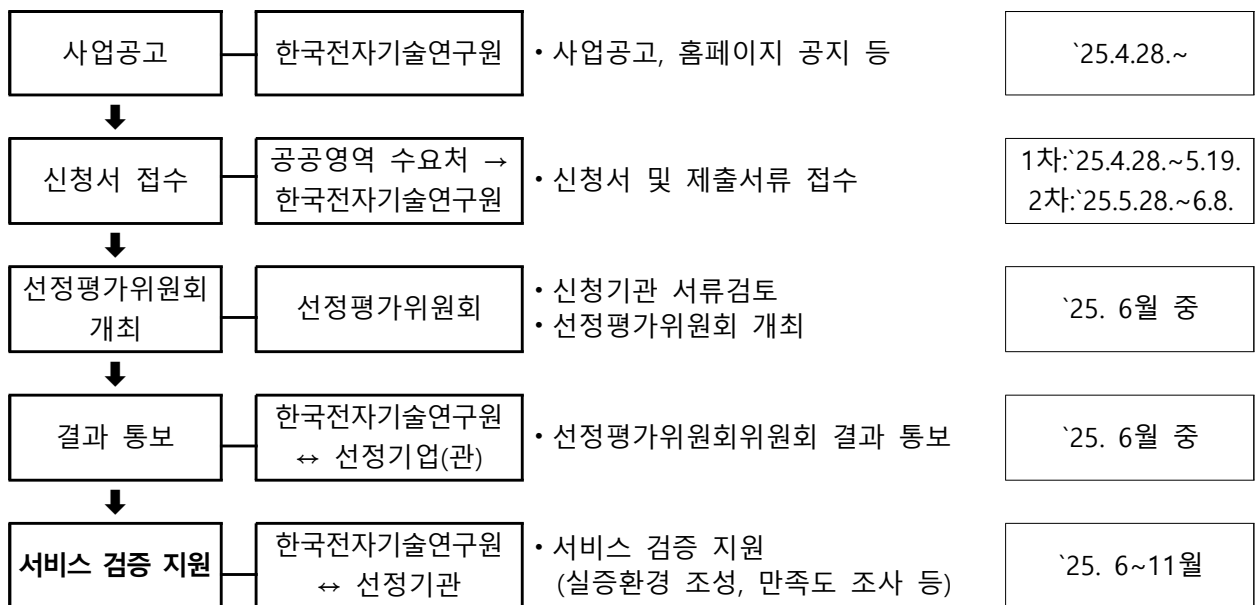 사업공고
한국전자기술연구원
・사업공고, 홈페이지 공지 등
`25.4.28.~
신청서 접수
공공영역 수요처 →
한국전자기술연구원
・신청서 및 제출서류 접수
1차:`25.4.28.~5.19.
2차:`25.5.28.~6.8.
선정평가위원회
개최
선정평가위원회
・신청기관 서류검토
・선정평가위원회 개최
`25. 6월 중
결과 통보
한국전자기술연구원
↔ 선정기업(관)
・선정평가위원회위원회 결과 통보
`25. 6월 중
서비스 검증 지원
한국전자기술연구원
↔ 선정기관
・서비스 검증 지원
(실증환경 조성, 만족도 조사 등)
`25. 6~11월